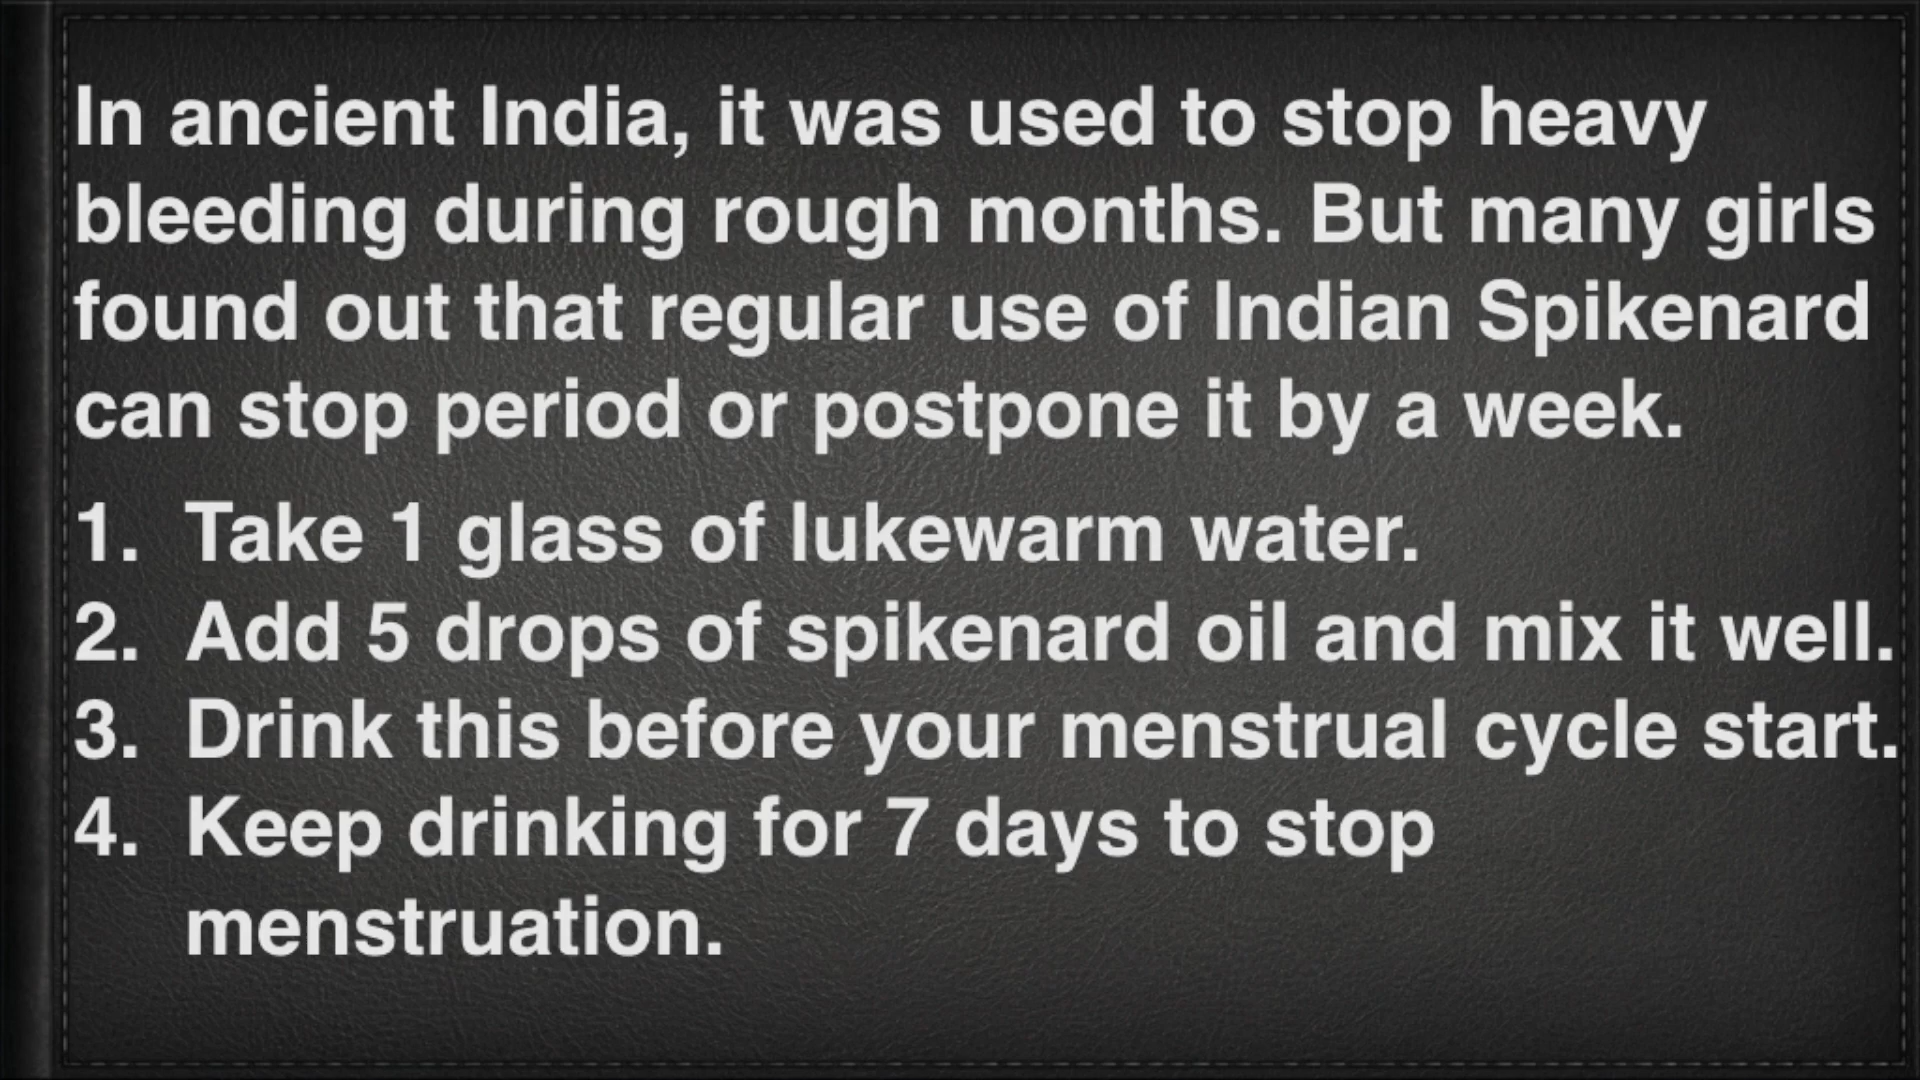 In ancient India, it was used to stop heavy
bleeding during rough months. But many girls
found out that regular use of Indian Spikenard
can stop period or postpone it by a week.
1. Take 1 glass of lukewarm water.
2. Add 5 drops of spikenard oil and mix it well.
3. Drink this before your menstrual cycle start.
4. Keep drinking for 7 days to stop
menstruation.